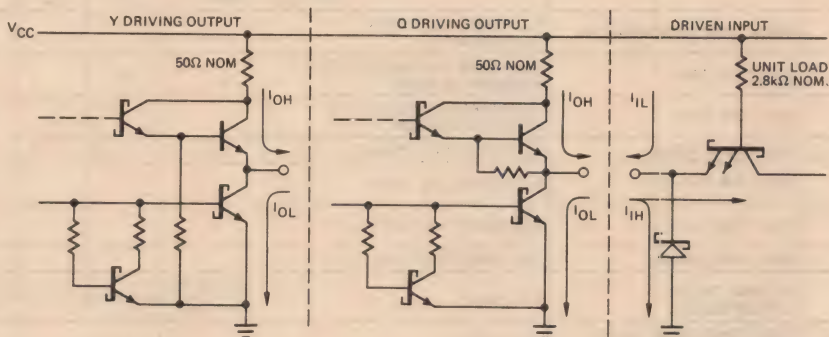 Y DRIVING OUTPUT
Q DRIVING OUTPUT
DRIVEN INPUT
VCC
50Ω NOM
50Ω NOM
UNIT LOAD
2.8kΩ NOM.
IOH
IOH
IIL
IOL
IOL
IIH